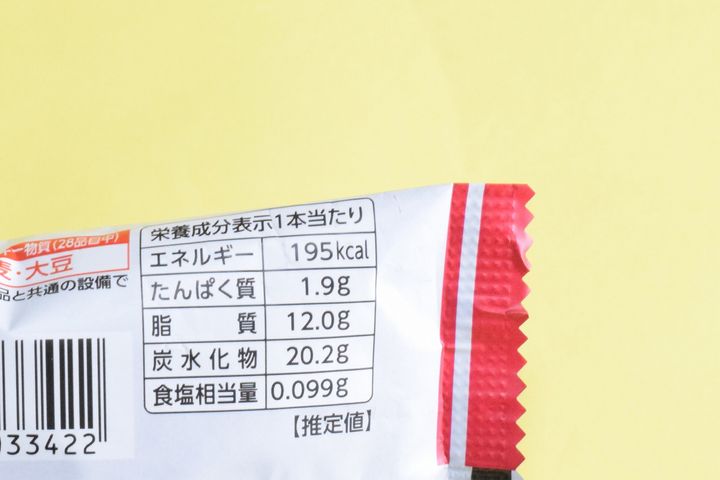 ー物質(28品目中)
麦・大豆
品と共通の設備で
33422
栄養成分表示1本当たり
エネルギー 195kcal
たんぱく質 1.9g
脂質 12.0g
炭水化物 20.2g
食塩相当量 0.099g
【推定値】